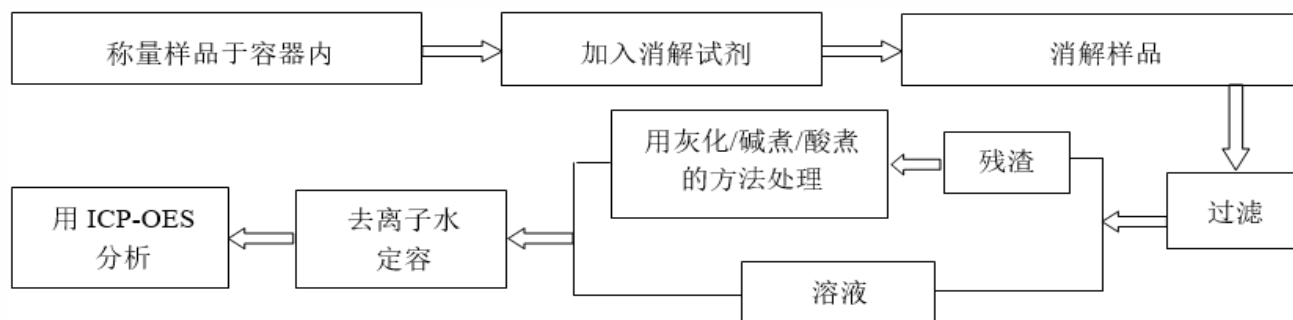 称量样品于容器内
加入消解试剂
消解样品
过滤
残渣
用灰化/碱煮/酸煮
的方法处理
溶液
去离子水
定容
用 ICP-OES
分析